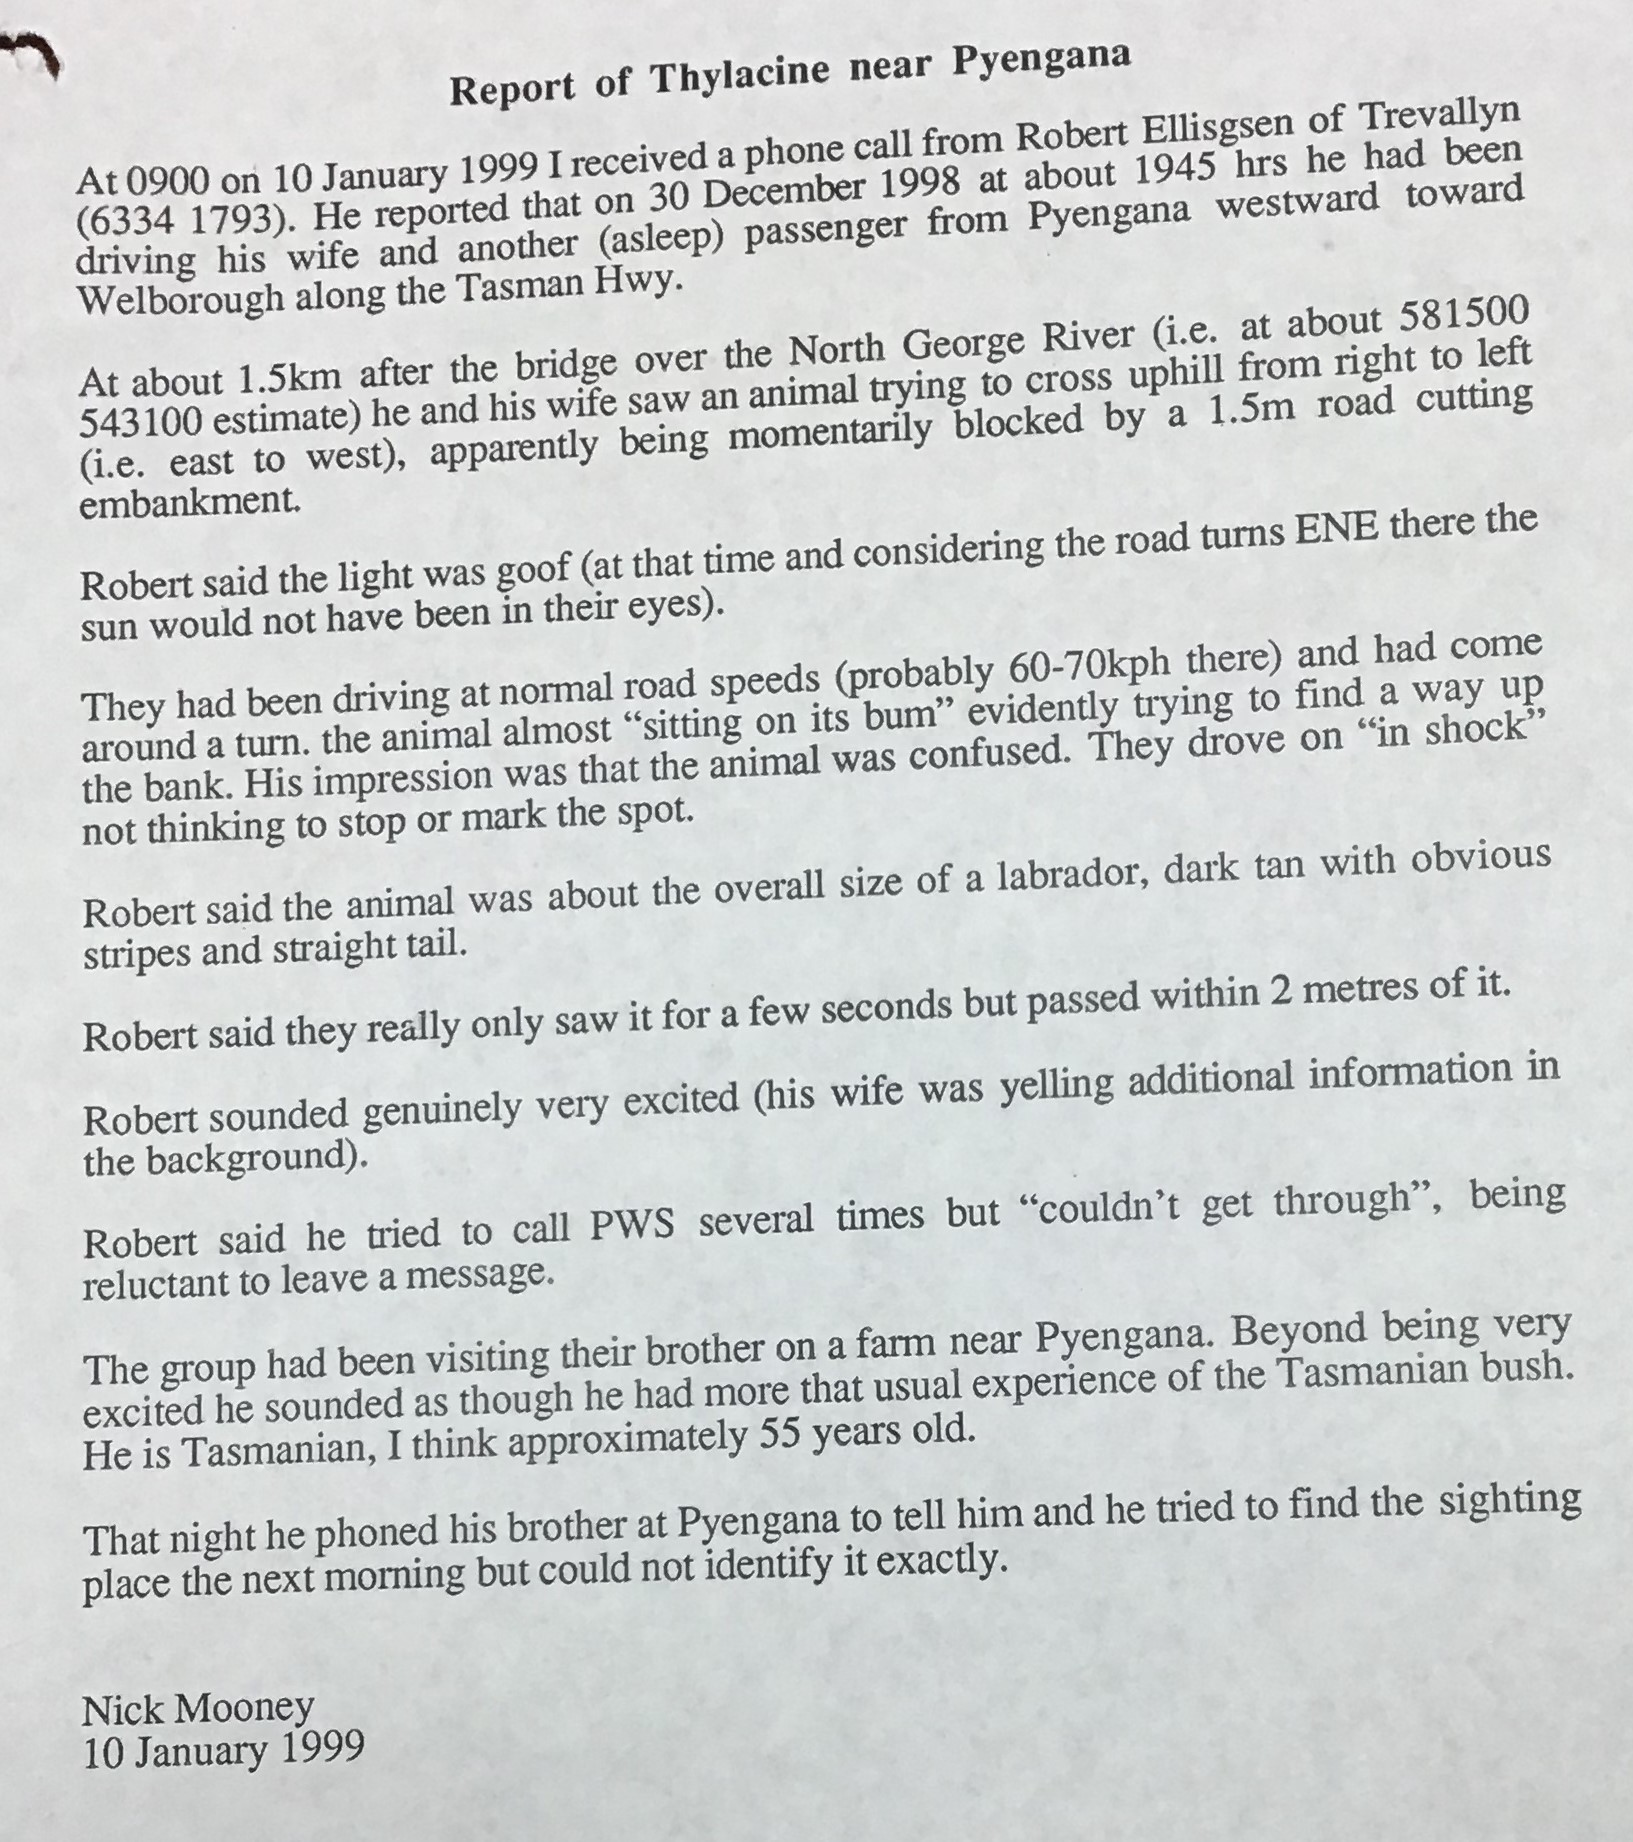 Report of Thylacine near Pyengana
At 0900 on 10 January 1999 I received a phone call from Robert Ellisgsen of Trevallyn
(6334 1793). He reported that on 30 December 1998 at about 1945 hrs he had been
driving his wife and another (asleep) passenger from Pyengana westward toward
Welborough along the Tasman Hwy.
At about 1.5km after the bridge over the North George River (i.e. at about 581500
543100 estimate) he and his wife saw an animal trying to cross uphill from right to left
(i.e. east to west), apparently being momentarily blocked by a 1.5m road cutting
embankment.
Robert said the light was goof (at that time and considering the road turns ENE there the
sun would not have been in their eyes).
They had been driving at normal road speeds (probably 60-70kph there) and had come
around a turn. the animal almost “sitting on its bum” evidently trying to find a way up
the bank. His impression was that the animal was confused. They drove on “in shock”
not thinking to stop or mark the spot.
Robert said the animal was about the overall size of a labrador, dark tan with obvious
stripes and straight tail.
Robert said they really only saw it for a few seconds but passed within 2 metres of it.
Robert sounded genuinely very excited (his wife was yelling additional information in
the background).
Robert said he tried to call PWS several times but “couldn’t get through”, being
reluctant to leave a message.
The group had been visiting their brother on a farm near Pyengana. Beyond being very
excited he sounded as though he had more that usual experience of the Tasmanian bush.
He is Tasmanian, I think approximately 55 years old.
That night he phoned his brother at Pyengana to tell him and he tried to find the sighting
place the next morning but could not identify it exactly.
Nick Mooney
10 January 1999